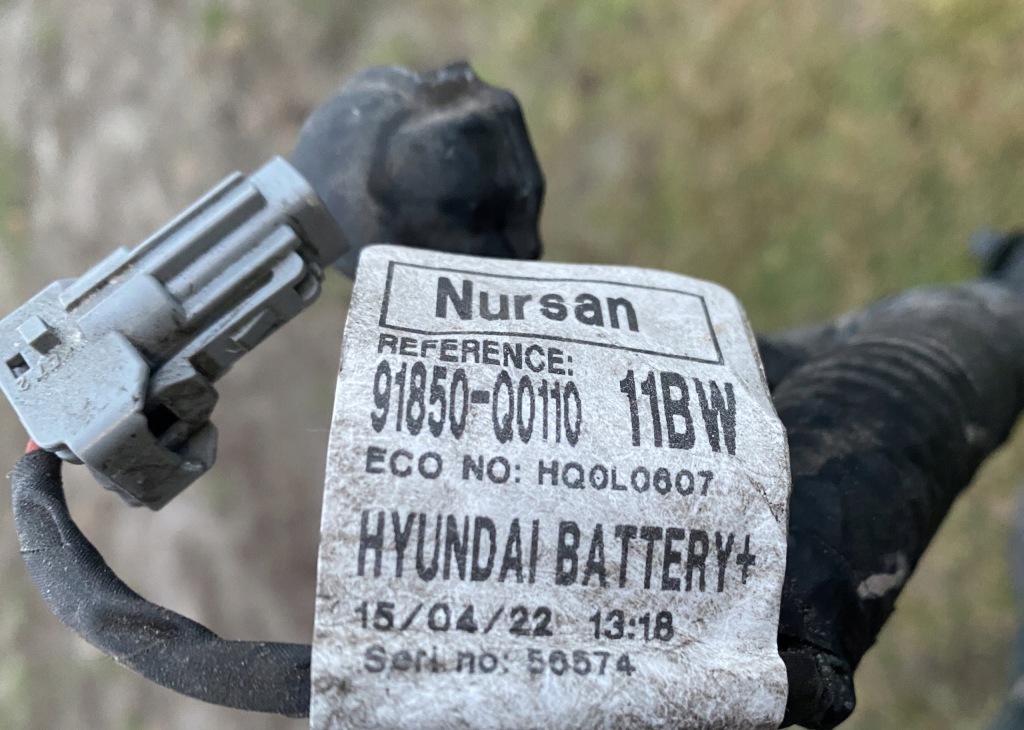 Nursan
REFERENCE:
91850-Q0110 11BW
ECO NO: HQ0L0607
HYUNDAI BATTERY+
15/04/22 13:18
Seri no: 56574